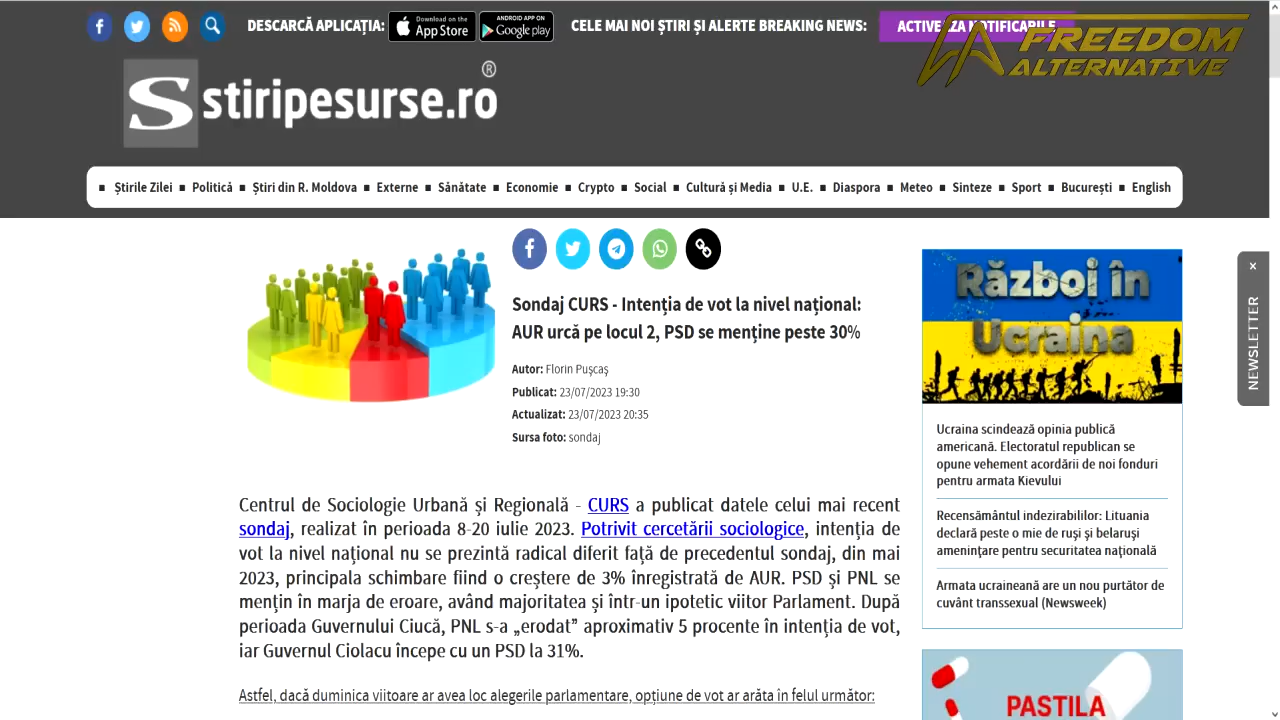 DESCARCĂ APLICAȚIA:
Download on the
App Store
ANDROID APP ON
Google play
CELE MAI NOI ȘTIRI ȘI ALERTE BREAKING NEWS:
ACTIVEAZA NOTIFICARILE
FREEDOM
ALTERNATIVE
S stiripesurse.ro ®
Știrile Zilei ▪ Politică ▪ Știri din R. Moldova ▪ Externe ▪ Sănătate ▪ Economie ▪ Crypto ▪ Social ▪ Cultură și Media ▪ U.E. ▪ Diaspora ▪ Meteo ▪ Sinteze ▪ Sport ▪ București ▪ English
Sondaj CURS - Intenția de vot la nivel național:
AUR urcă pe locul 2, PSD se menține peste 30%
Autor: Florin Pușcaș
Publicat: 23/07/2023 19:30
Actualizat: 23/07/2023 20:35
Sursa foto: sondaj
Centrul de Sociologie Urbană și Regională - CURS a publicat datele celui mai recent
sondaj, realizat în perioada 8-20 iulie 2023. Potrivit cercetării sociologice, intenția de
vot la nivel național nu se prezintă radical diferit față de precedentul sondaj, din mai
2023, principala schimbare fiind o creștere de 3% înregistrată de AUR. PSD și PNL se
mențin în marja de eroare, având majoritatea și într-un ipotetic viitor Parlament. După
perioada Guvernului Ciucă, PNL s-a „erodat” aproximativ 5 procente în intenția de vot,
iar Guvernul Ciolacu începe cu un PSD la 31%.
Astfel, dacă duminica viitoare ar avea loc alegerile parlamentare, opțiune de vot ar arăta în felul următor:
Război în
Ucraina
Ucraina scindează opinia publică
americană. Electoratul republican se
opune vehement acordării de noi fonduri
pentru armata Kievului
Recensământul indezirabililor: Lituania
declară peste o mie de ruși și belaruși
amenințare pentru securitatea națională
Armata ucraineană are un nou purtător de
cuvânt transsexual (Newsweek)
PASTILA
×
NEWSLETTER